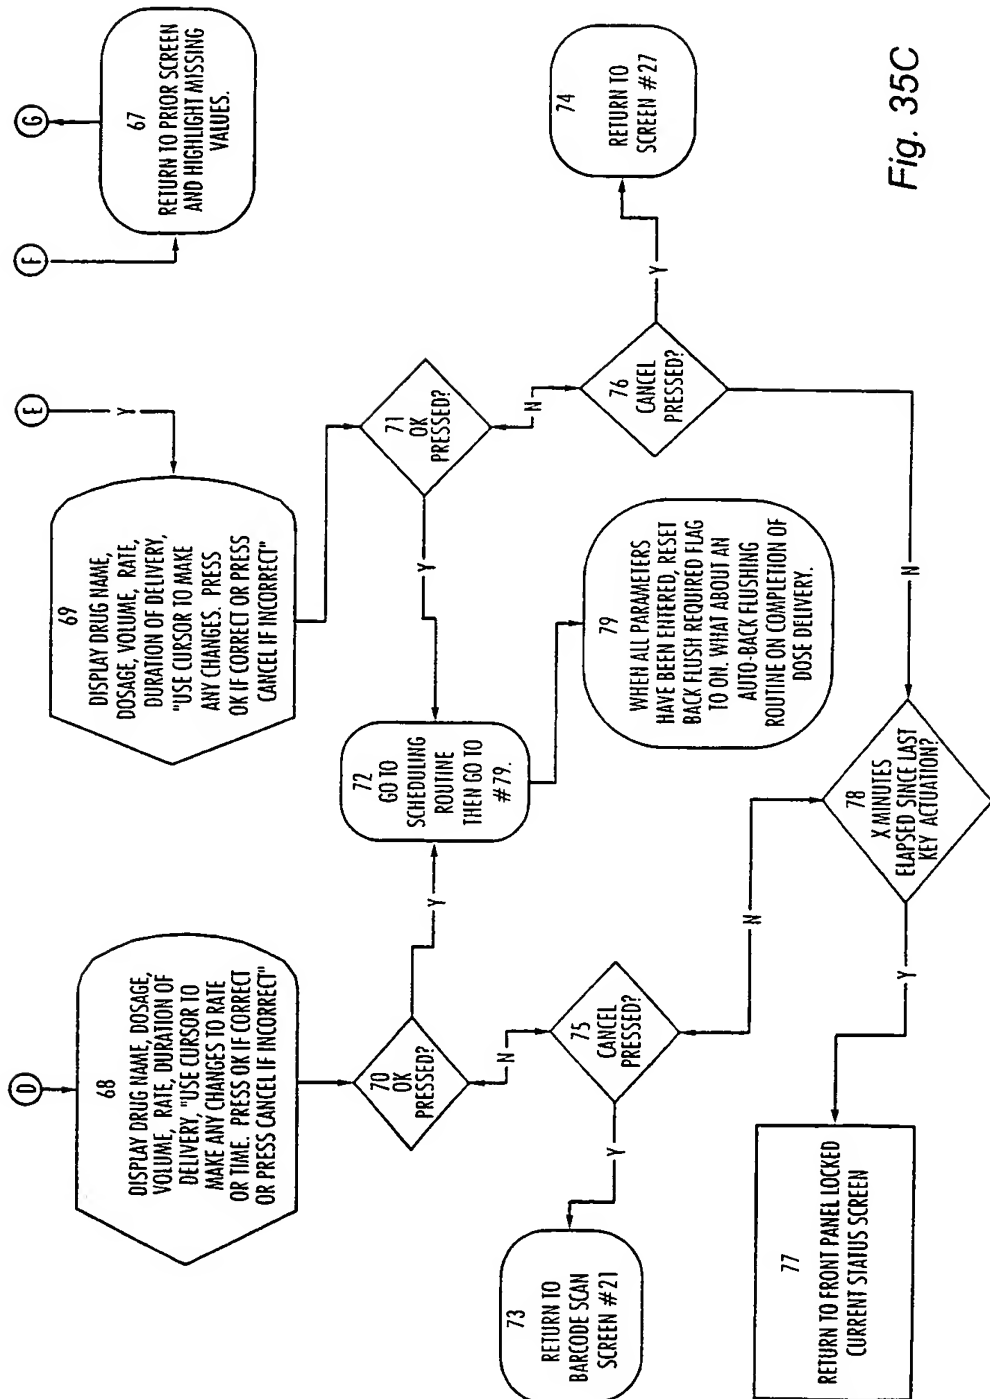 D
68
DISPLAY DRUG NAME, DOSAGE,
VOLUME, RATE, DURATION OF
DELIVERY, "USE CURSOR TO
MAKE ANY CHANGES TO RATE
OR TIME. PRESS OK IF CORRECT
OR PRESS CANCEL IF INCORRECT"
70
OK
PRESSED?
Y
N
75
CANCEL
PRESSED?
Y
N
73
RETURN TO
BARCODE SCAN
SCREEN #21
77
RETURN TO FRONT PANEL LOCKED
CURRENT STATUS SCREEN
E
Y
69
DISPLAY DRUG NAME,
DOSAGE, VOLUME, RATE,
DURATION OF DELIVERY,
"USE CURSOR TO MAKE
ANY CHANGES. PRESS
OK IF CORRECT OR PRESS
CANCEL IF INCORRECT"
71
OK
PRESSED?
Y
N
72
GO TO
SCHEDULING
ROUTINE
THEN GO TO
#79.
79
WHEN ALL PARAMETERS
HAVE BEEN ENTERED, RESET
BACK FLUSH REQUIRED FLAG
TO ON. WHAT ABOUT AN
AUTO-BACK FLUSHING
ROUTINE ON COMPLETION OF
DOSE DELIVERY.
76
CANCEL
PRESSED?
Y
N
78
X MINUTES
ELAPSED SINCE LAST
KEY ACTUATION?
Y
F
G
67
RETURN TO PRIOR SCREEN
AND HIGHLIGHT MISSING
VALUES.
74
RETURN TO
SCREEN #27
Fig. 35C